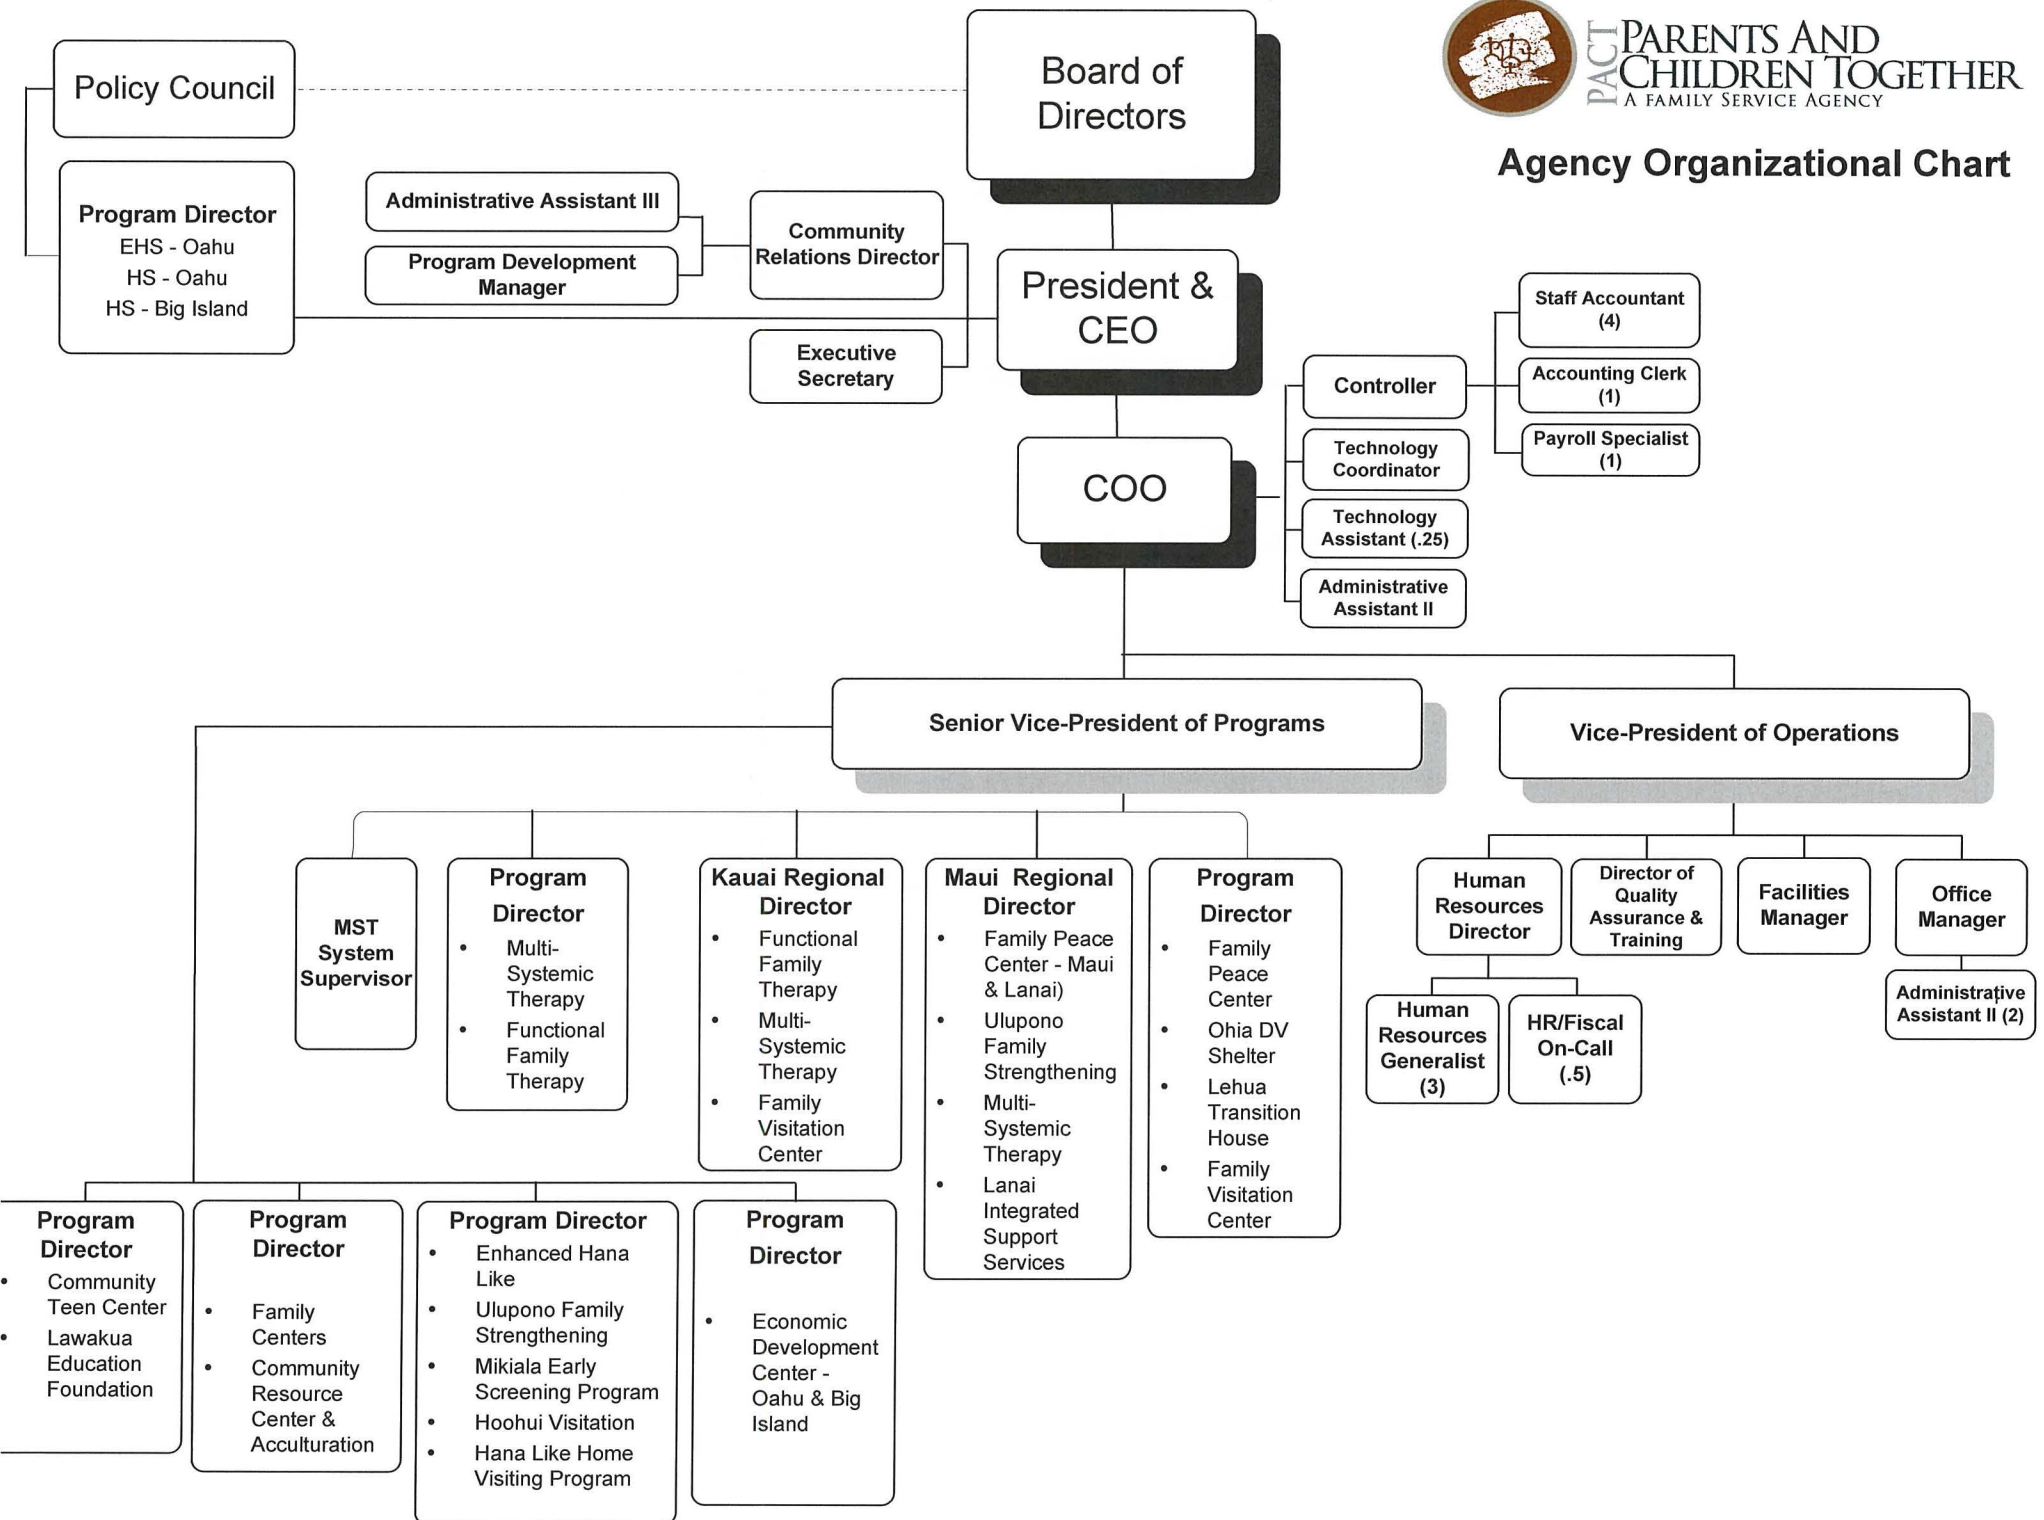 PACT
PARENTS AND
CHILDREN TOGETHER
A FAMILY SERVICE AGENCY
Agency Organizational Chart
Board of
Directors
Policy Council
Program Director
EHS - Oahu
HS - Oahu
HS - Big Island
Administrative Assistant III
Program Development
Manager
Community
Relations Director
Executive
Secretary
President &
CEO
COO
Controller
Technology
Coordinator
Technology
Assistant (.25)
Administrative
Assistant II
Staff Accountant
(4)
Accounting Clerk
(1)
Payroll Specialist
(1)
Senior Vice-President of Programs
Vice-President of Operations
MST
System
Supervisor
Program
Director
• Multi-
Systemic
Therapy
• Functional
Family
Therapy
Kauai Regional
Director
• Functional
Family
Therapy
• Multi-
Systemic
Therapy
• Family
Visitation
Center
Maui Regional
Director
• Family Peace
Center - Maui
& Lanai)
• Ulupono
Family
Strengthening
• Multi-
Systemic
Therapy
• Lanai
Integrated
Support
Services
Program
Director
• Family
Peace
Center
• Ohia DV
Shelter
• Lehua
Transition
House
• Family
Visitation
Center
Human
Resources
Director
Director of
Quality
Assurance &
Training
Facilities
Manager
Office
Manager
Human
Resources
Generalist
(3)
HR/Fiscal
On-Call
(.5)
Administrative
Assistant II (2)
Program
Director
• Community
Teen Center
• Lawakua
Education
Foundation
Program
Director
• Family
Centers
• Community
Resource
Center &
Acculturation
Program Director
• Enhanced Hana
Like
• Ulupono Family
Strengthening
• Mikiala Early
Screening Program
• Hoohui Visitation
• Hana Like Home
Visiting Program
Program
Director
• Economic
Development
Center -
Oahu & Big
Island